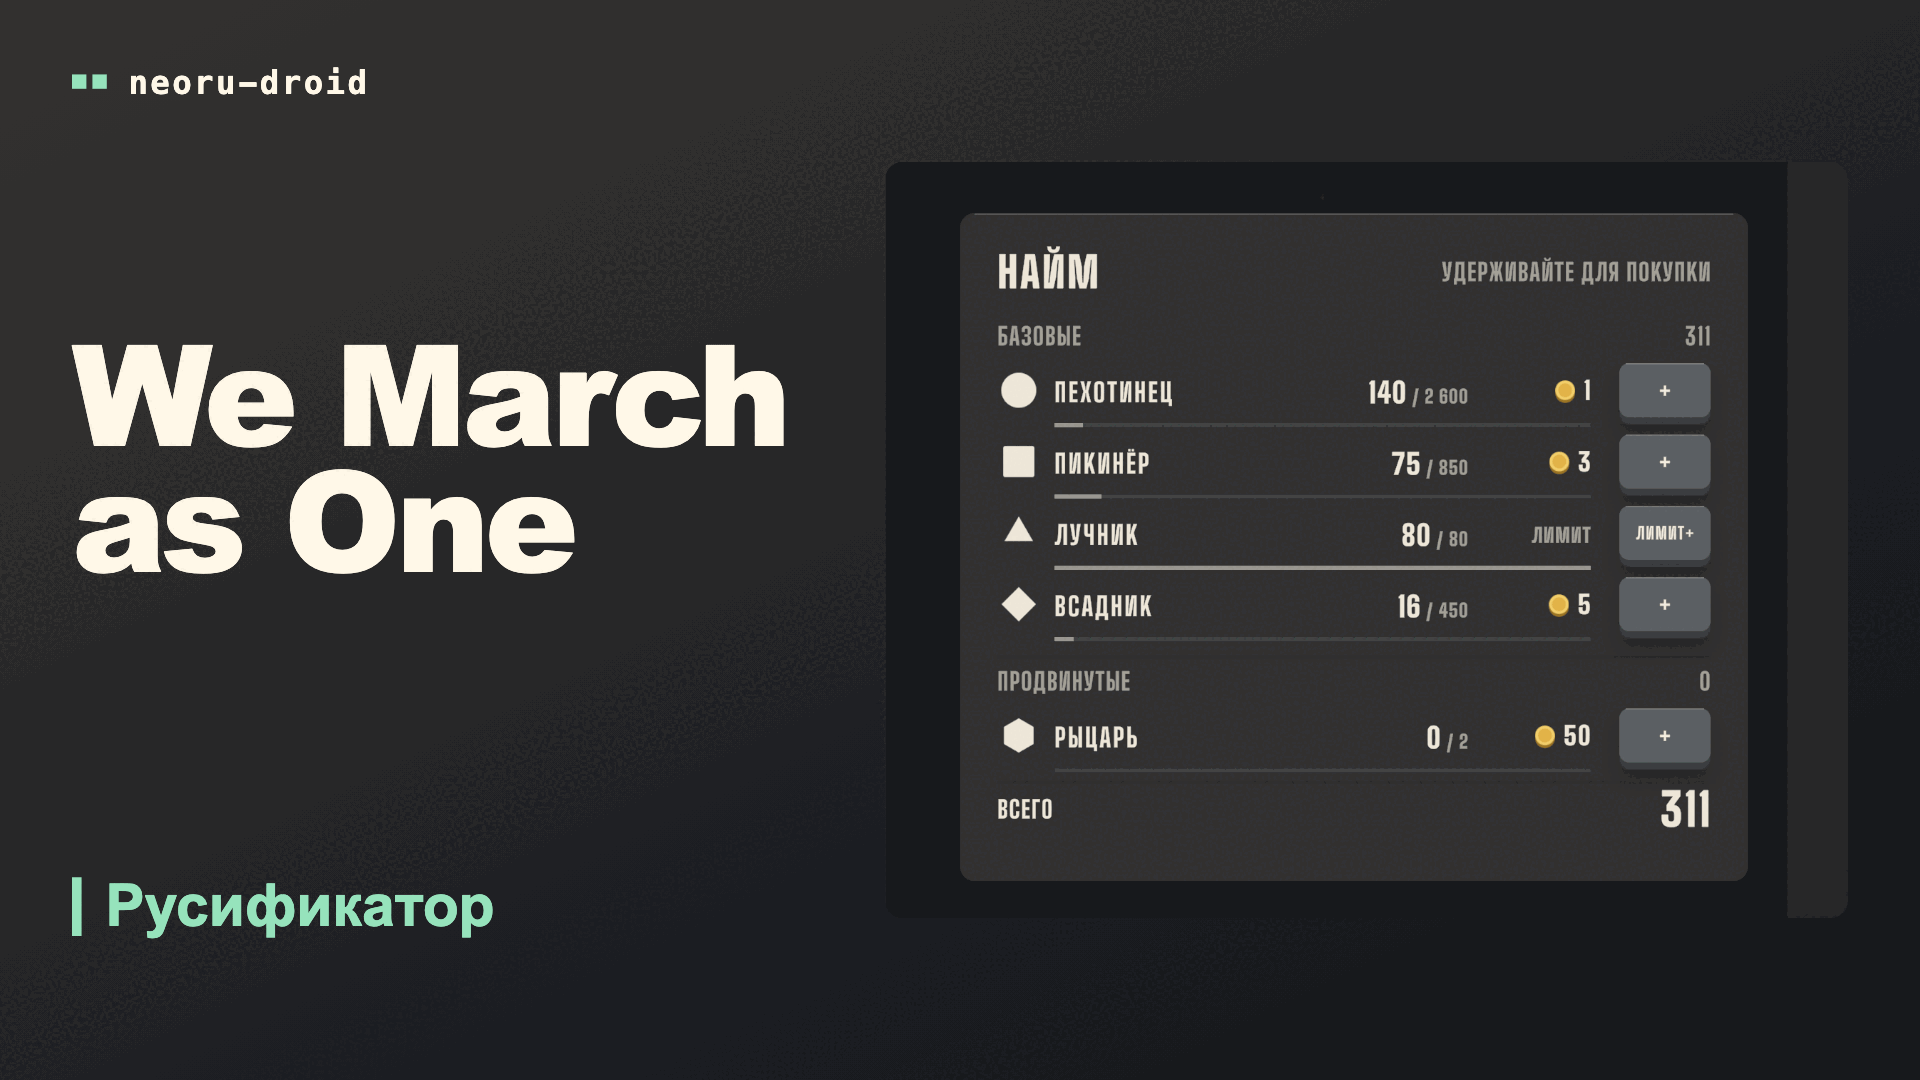 neoru-droid
We March
as One
Русификатор
НАЙМ
УДЕРЖИВАЙТЕ ДЛЯ ПОКУПКИ
БАЗОВЫЕ 311
ПЕХОТИНЕЦ 140 / 2 600 1 +
ПИКИНЁР 75 / 850 3 +
ЛУЧНИК 80 / 80 ЛИМИТ ЛИМИТ+
ВСАДНИК 16 / 450 5 +
ПРОДВИНУТЫЕ 0
РЫЦАРЬ 0 / 2 50 +
ВСЕГО 311